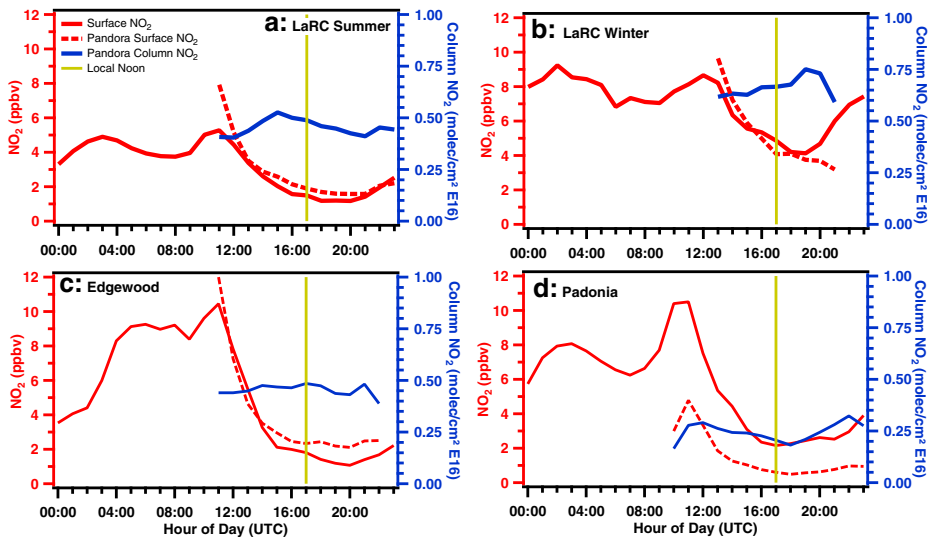 a: LaRC Summer
Surface NO₂
Pandora Surface NO₂
Pandora Column NO₂
Local Noon
NO₂ (ppbv)
12
10
8
6
4
2
0
Column NO₂ (molec/cm² E16)
1.00
0.75
0.50
0.25
0.00
00:00 04:00 08:00 12:00 16:00 20:00
b: LaRC Winter
NO₂ (ppbv)
12
10
8
6
4
2
0
Column NO₂ (molec/cm² E16)
1.00
0.75
0.50
0.25
0.00
00:00 04:00 08:00 12:00 16:00 20:00
c: Edgewood
NO₂ (ppbv)
12
10
8
6
4
2
0
Column NO₂ (molec/cm² E16)
1.00
0.75
0.50
0.25
0.00
00:00 04:00 08:00 12:00 16:00 20:00
Hour of Day (UTC)
d: Padonia
NO₂ (ppbv)
12
10
8
6
4
2
0
Column NO₂ (molec/cm² E16)
1.00
0.75
0.50
0.25
0.00
00:00 04:00 08:00 12:00 16:00 20:00
Hour of Day (UTC)